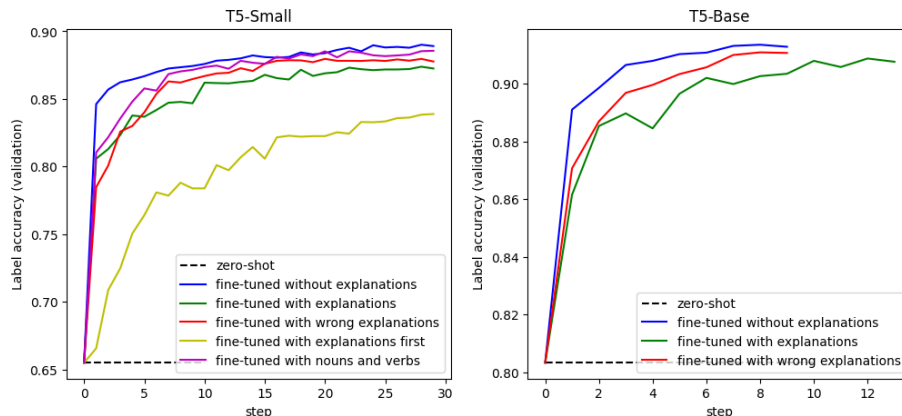 T5-Small
Label accuracy (validation)
0.90
0.85
0.80
0.75
0.70
0.65
0
5
10
15
20
25
30
step
zero-shot
fine-tuned without explanations
fine-tuned with explanations
fine-tuned with wrong explanations
fine-tuned with explanations first
fine-tuned with nouns and verbs
T5-Base
Label accuracy (validation)
0.90
0.88
0.86
0.84
0.82
0.80
0
2
4
6
8
10
12
step
zero-shot
fine-tuned without explanations
fine-tuned with explanations
fine-tuned with wrong explanations